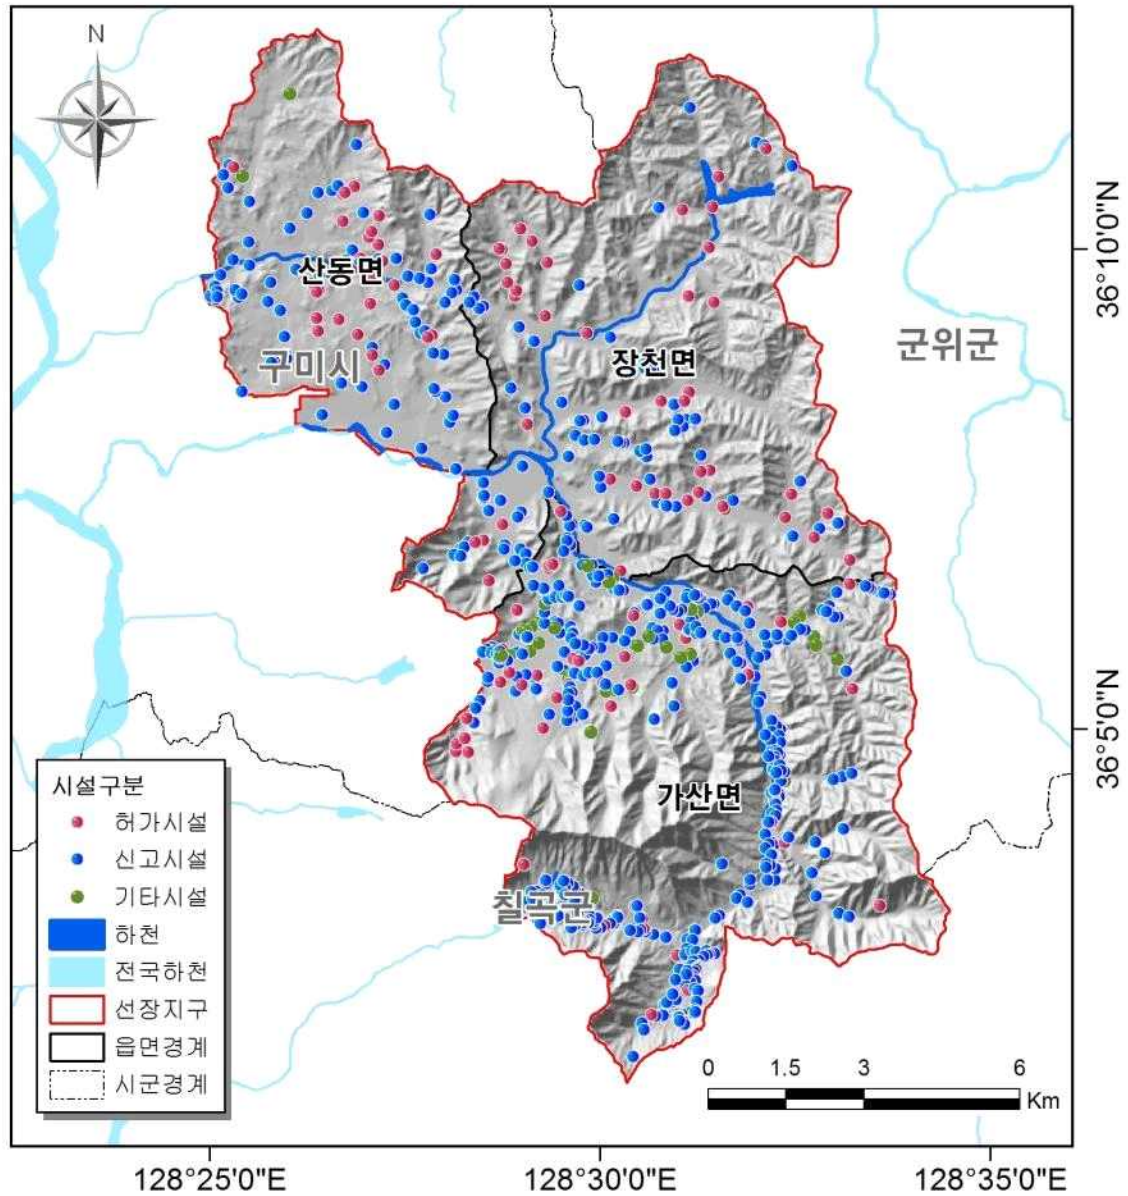 N
36°10'0"N
산동면
군위군
장천면
구미시
36°5'0"N
가산면
칠곡군
시설구분
허가시설
신고시설
기타시설
하천
전국하천
선장지구
읍면경계
시군경계
0 1.5 3 6
Km
128°25'0"E 128°30'0"E 128°35'0"E